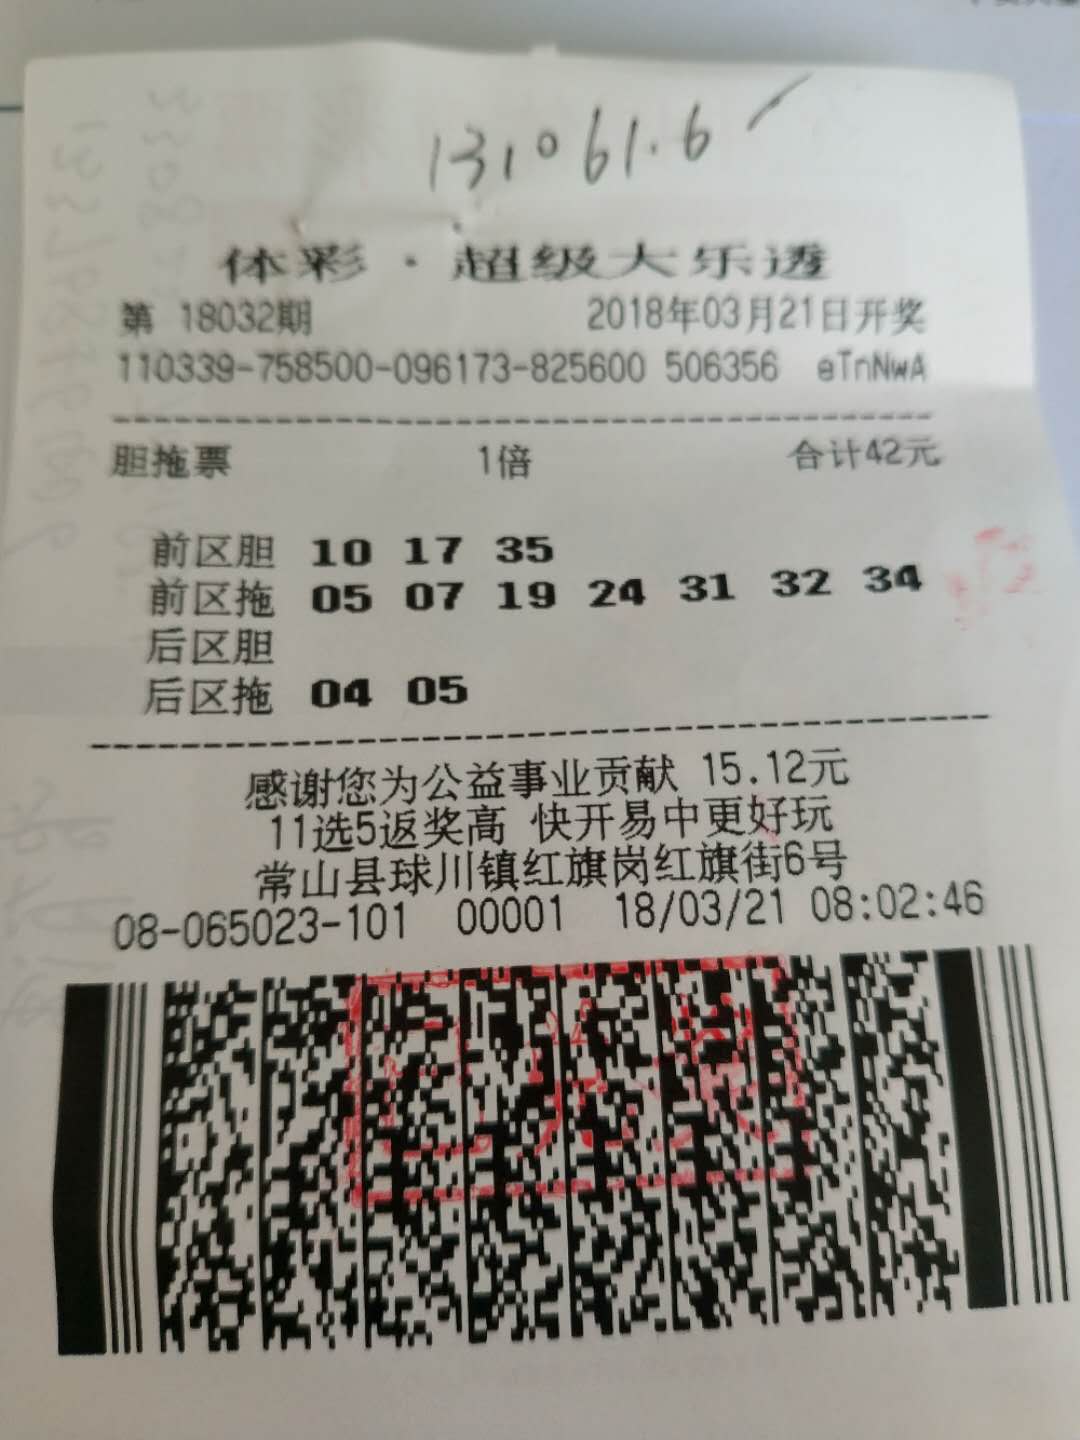 131061.6
体彩·超级大乐透
第 18032期 2018年03月21日开奖
110339-758500-096173-825600 506356 eTnNwA
胆拖票 1倍 合计42元
前区胆 10 17 35
前区拖 05 07 19 24 31 32 34
后区胆
后区拖 04 05
感谢您为公益事业贡献 15.12元
11选5返奖高 快开易中更好玩
常山县球川镇红旗岗红旗街6号
08-065023-101 00001 18/03/21 08:02:46